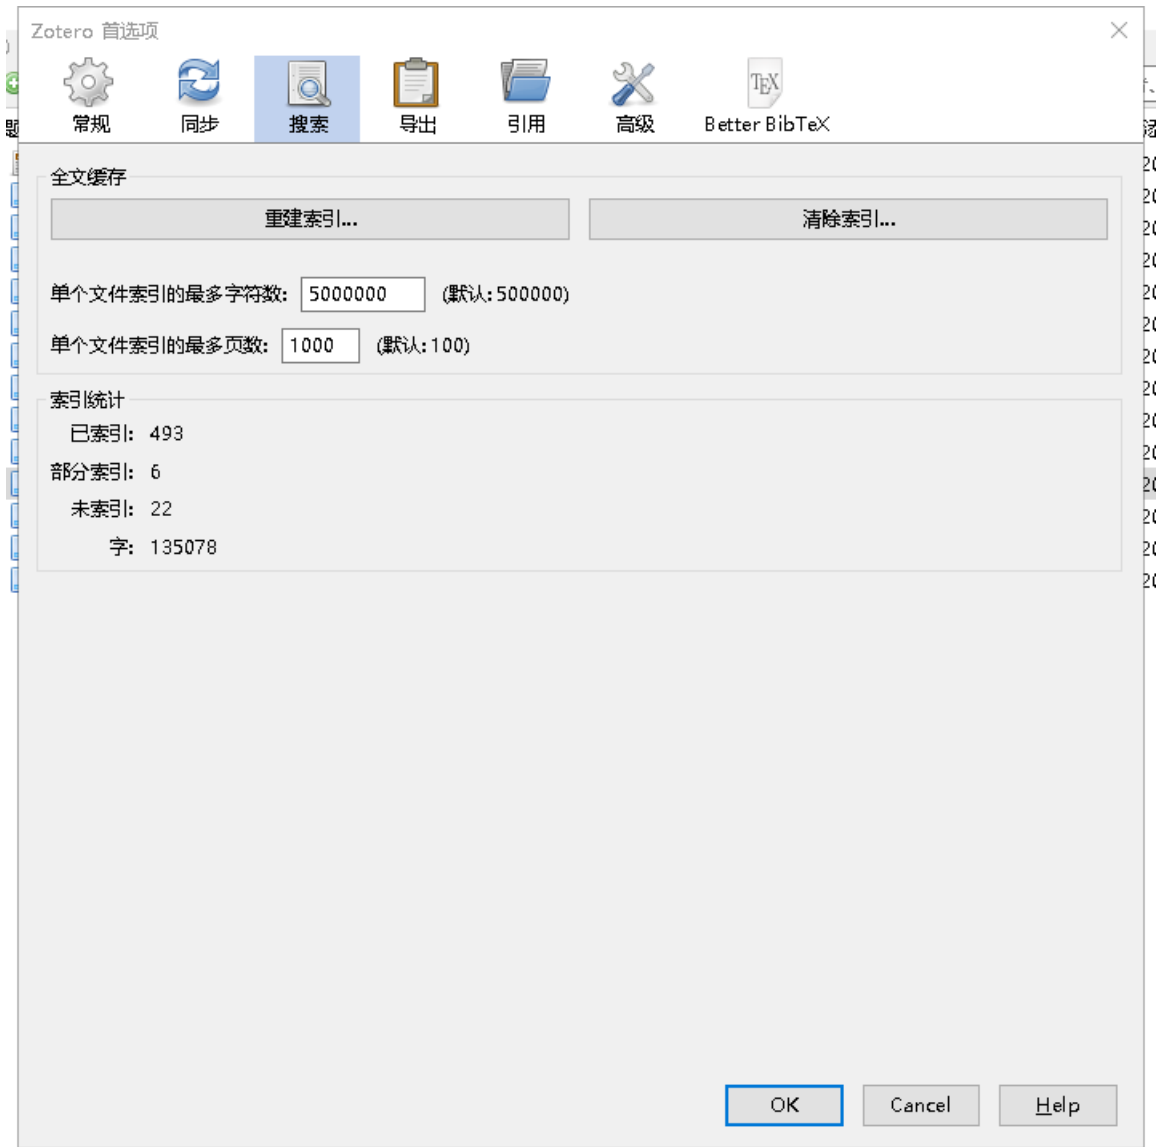 Zotero 首选项
常规 同步 搜索 导出 引用 高级 Better BibTeX
全文缓存
重建索引... 清除索引...
单个文件索引的最多字符数: 5000000 (默认: 500000)
单个文件索引的最多页数: 1000 (默认: 100)
索引统计
已索引: 493
部分索引: 6
未索引: 22
字: 135078
OK Cancel Help